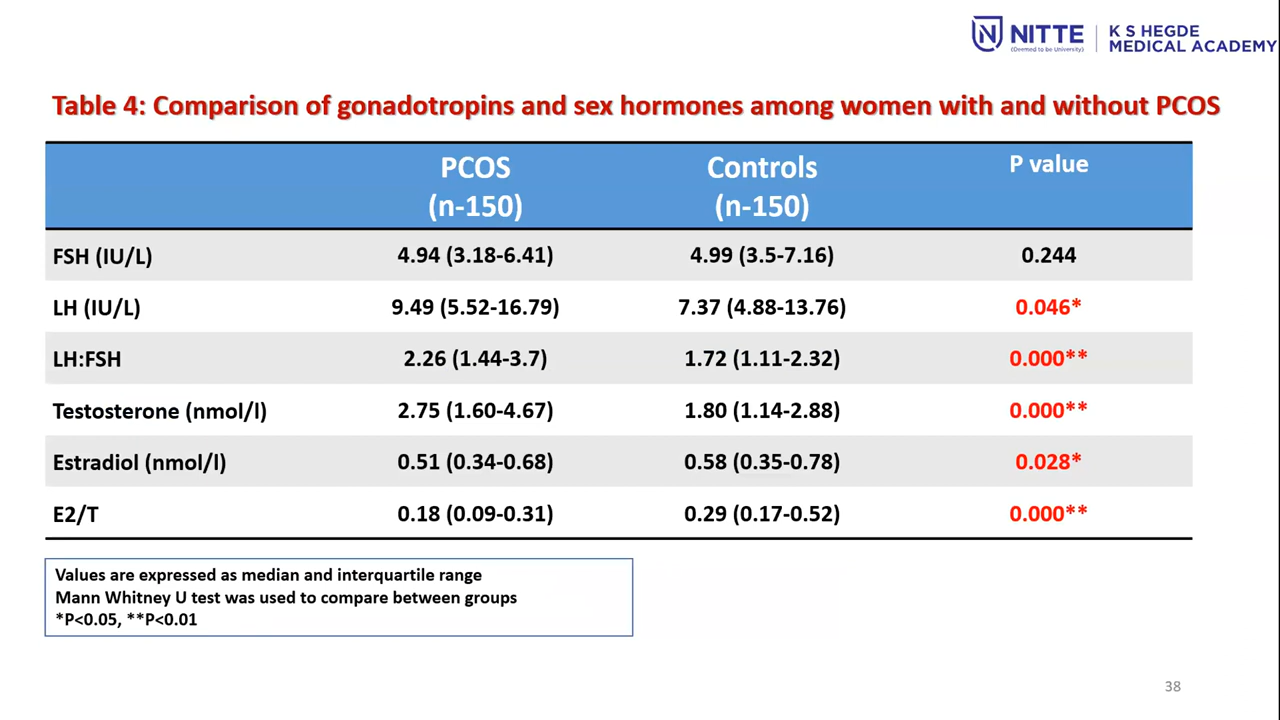 NITTE
(Deemed to be University)
K S HEGDE
MEDICAL ACADEMY
Table 4: Comparison of gonadotropins and sex hormones among women with and without PCOS
PCOS (n-150) Controls (n-150) P value
FSH (IU/L) 4.94 (3.18-6.41) 4.99 (3.5-7.16) 0.244
LH (IU/L) 9.49 (5.52-16.79) 7.37 (4.88-13.76) 0.046*
LH:FSH 2.26 (1.44-3.7) 1.72 (1.11-2.32) 0.000**
Testosterone (nmol/l) 2.75 (1.60-4.67) 1.80 (1.14-2.88) 0.000**
Estradiol (nmol/l) 0.51 (0.34-0.68) 0.58 (0.35-0.78) 0.028*
E2/T 0.18 (0.09-0.31) 0.29 (0.17-0.52) 0.000**
Values are expressed as median and interquartile range
Mann Whitney U test was used to compare between groups
*P<0.05, **P<0.01
38